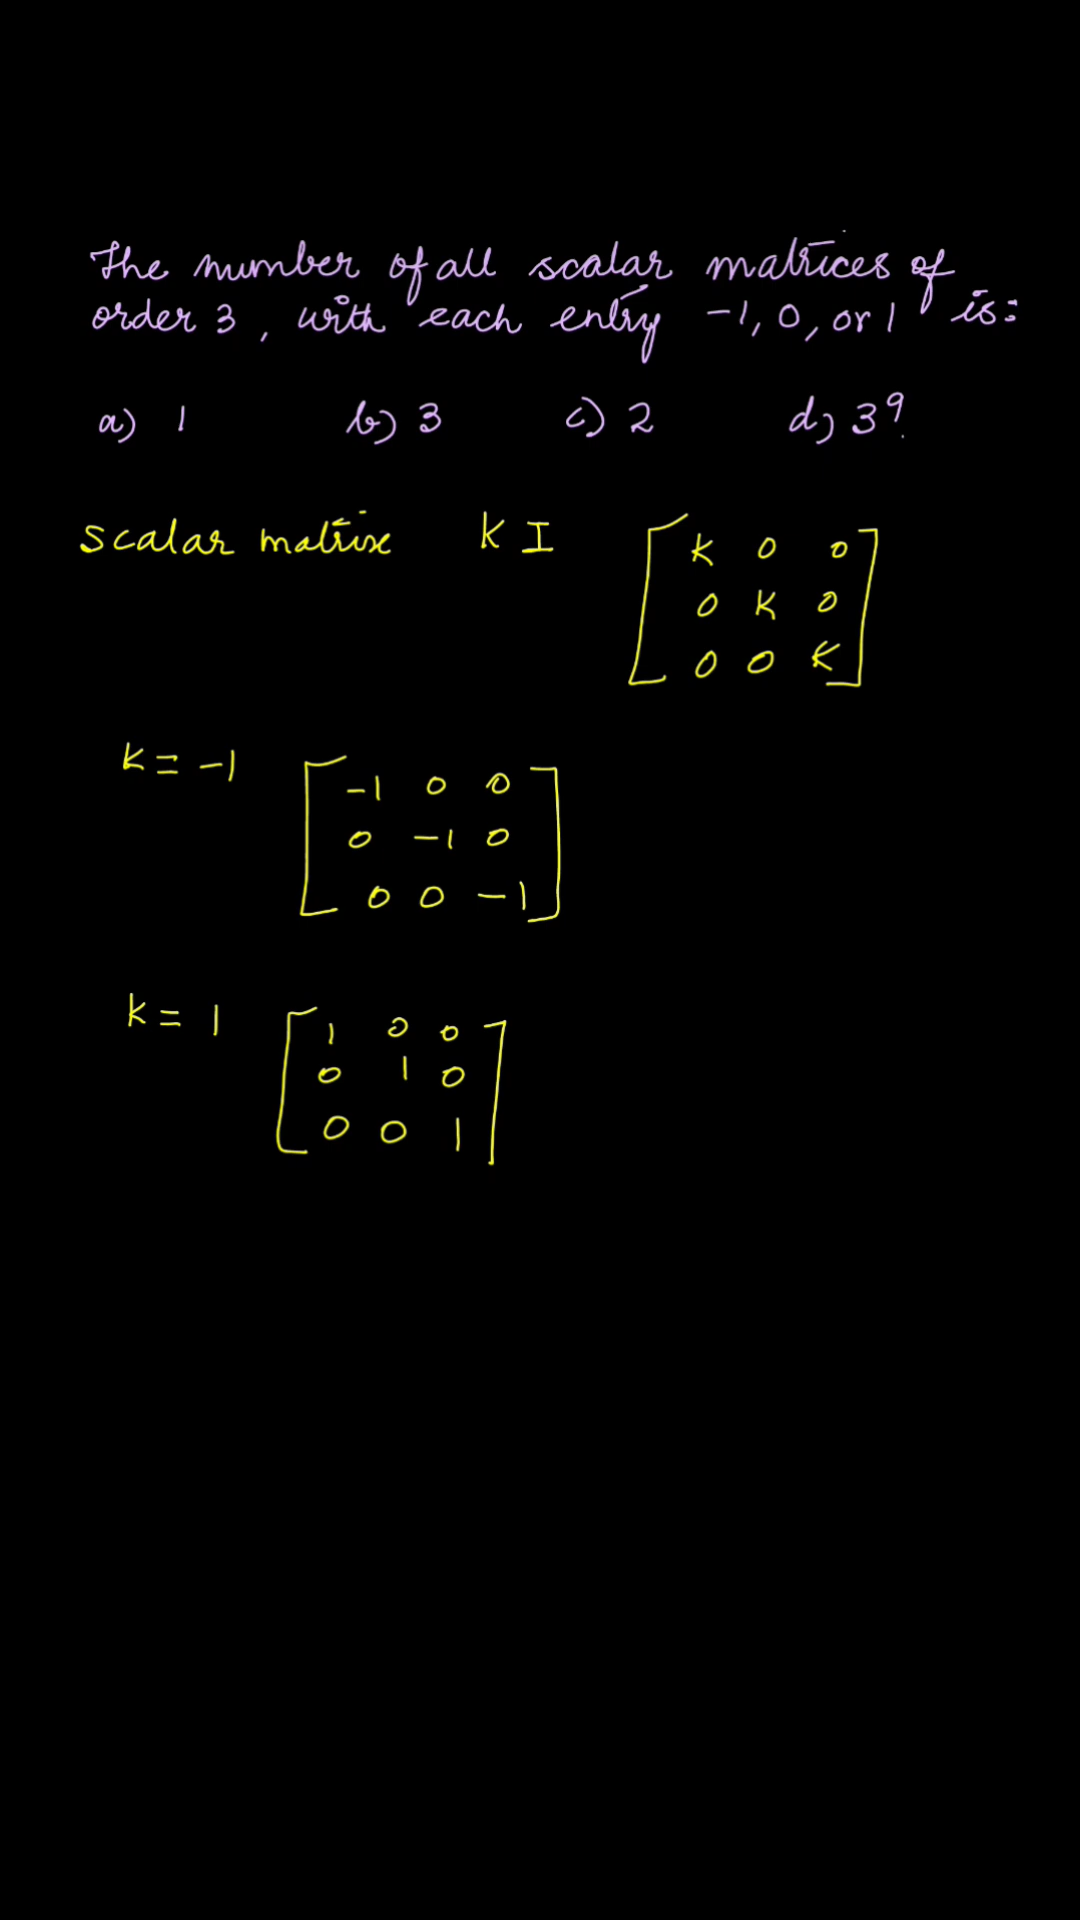 The number of all scalar matrices of
order 3, with each entry -1, 0, or 1 is:
a) 1 b) 3 c) 2 d) 3⁹
scalar matrix K I
K 0 0
0 K 0
0 0 K
K = -1
-1 0 0
0 -1 0
0 0 -1
K = 1
1 0 0
0 1 0
0 0 1